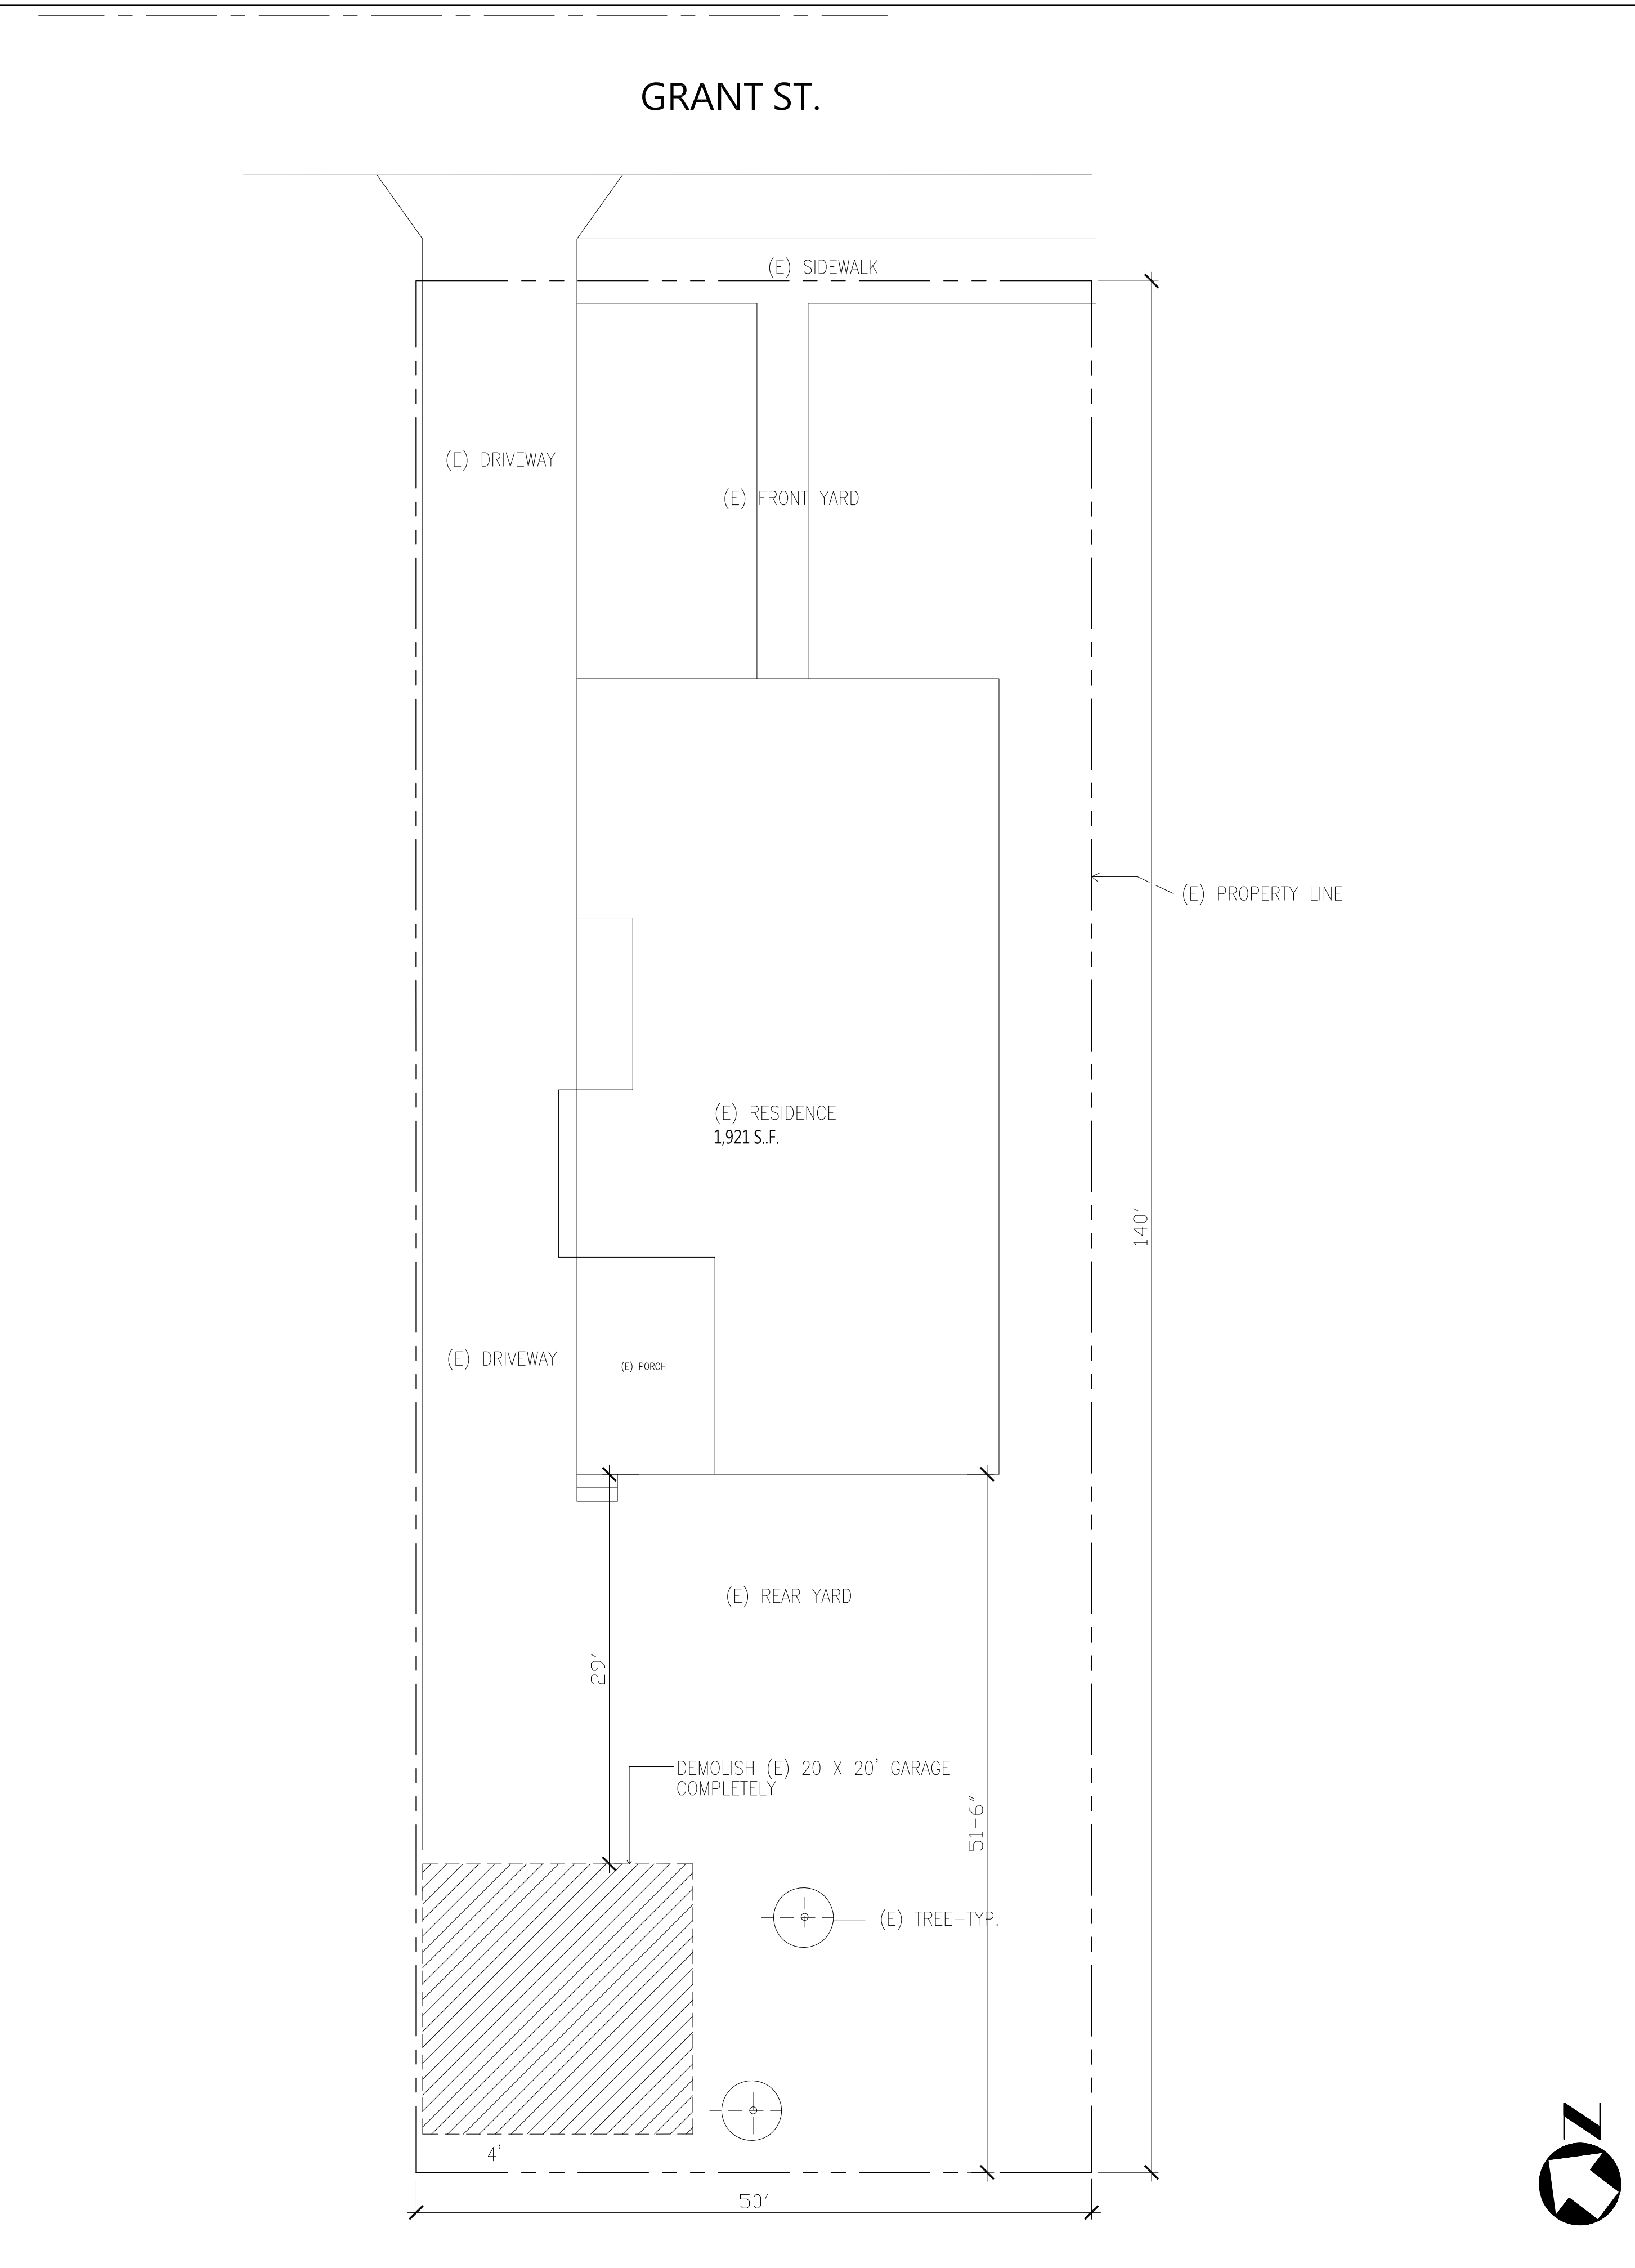 GRANT ST.
(E) SIDEWALK
(E) DRIVEWAY
(E) FRONT YARD
(E) PROPERTY LINE
(E) RESIDENCE
1,921 S..F.
140'
(E) DRIVEWAY
(E) PORCH
(E) REAR YARD
29'
DEMOLISH (E) 20 X 20' GARAGE
COMPLETELY
51-6"
(E) TREE-TYP.
4'
50'
N